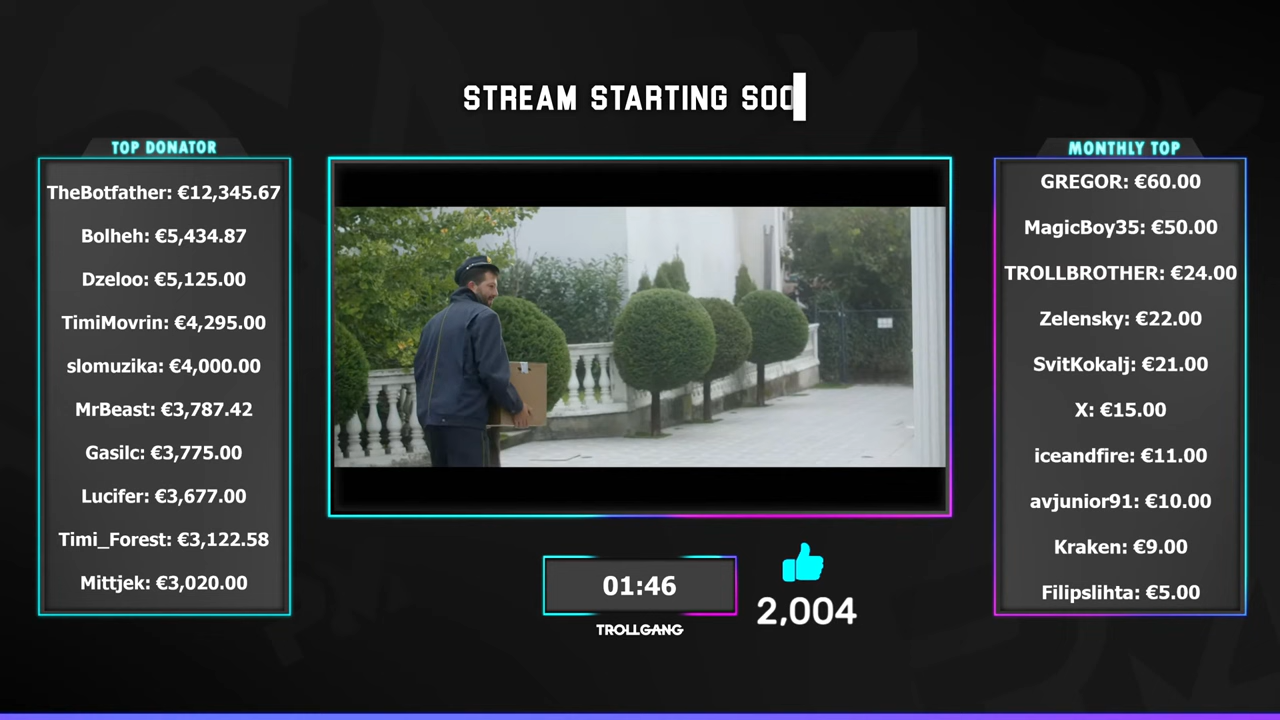 STREAM STARTING SOO
TOP DONATOR
TheBotfather: €12,345.67
Bolheh: €5,434.87
Dzeloo: €5,125.00
TimiMovrin: €4,295.00
slomuzika: €4,000.00
MrBeast: €3,787.42
Gasilc: €3,775.00
Lucifer: €3,677.00
Timi_Forest: €3,122.58
Mittjek: €3,020.00
MONTHLY TOP
GREGOR: €60.00
MagicBoy35: €50.00
TROLLBROTHER: €24.00
Zelensky: €22.00
SvitKokalj: €21.00
X: €15.00
iceandfire: €11.00
avjunior91: €10.00
Kraken: €9.00
Filipslihta: €5.00
01:46
TROLLGANG
2,004